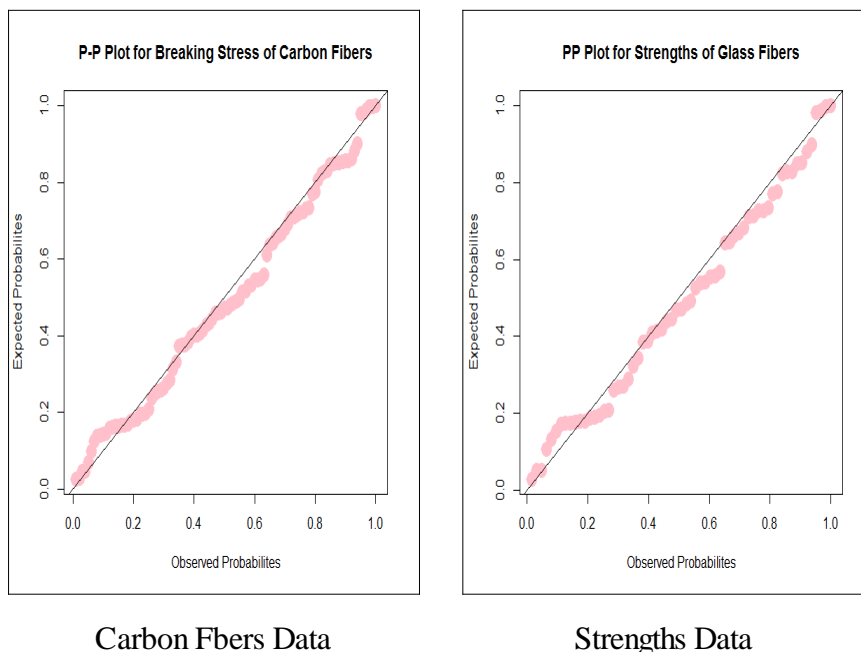 P-P Plot for Breaking Stress of Carbon Fibers
Expected Probabilites
1.0
0.8
0.6
0.4
0.2
0.0
0.0 0.2 0.4 0.6 0.8 1.0
Observed Probabilites
Carbon Fbers Data
PP Plot for Strengths of Glass Fibers
Expected Probabilites
1.0
0.8
0.6
0.4
0.2
0.0
0.0 0.2 0.4 0.6 0.8 1.0
Observed Probabilites
Strengths Data